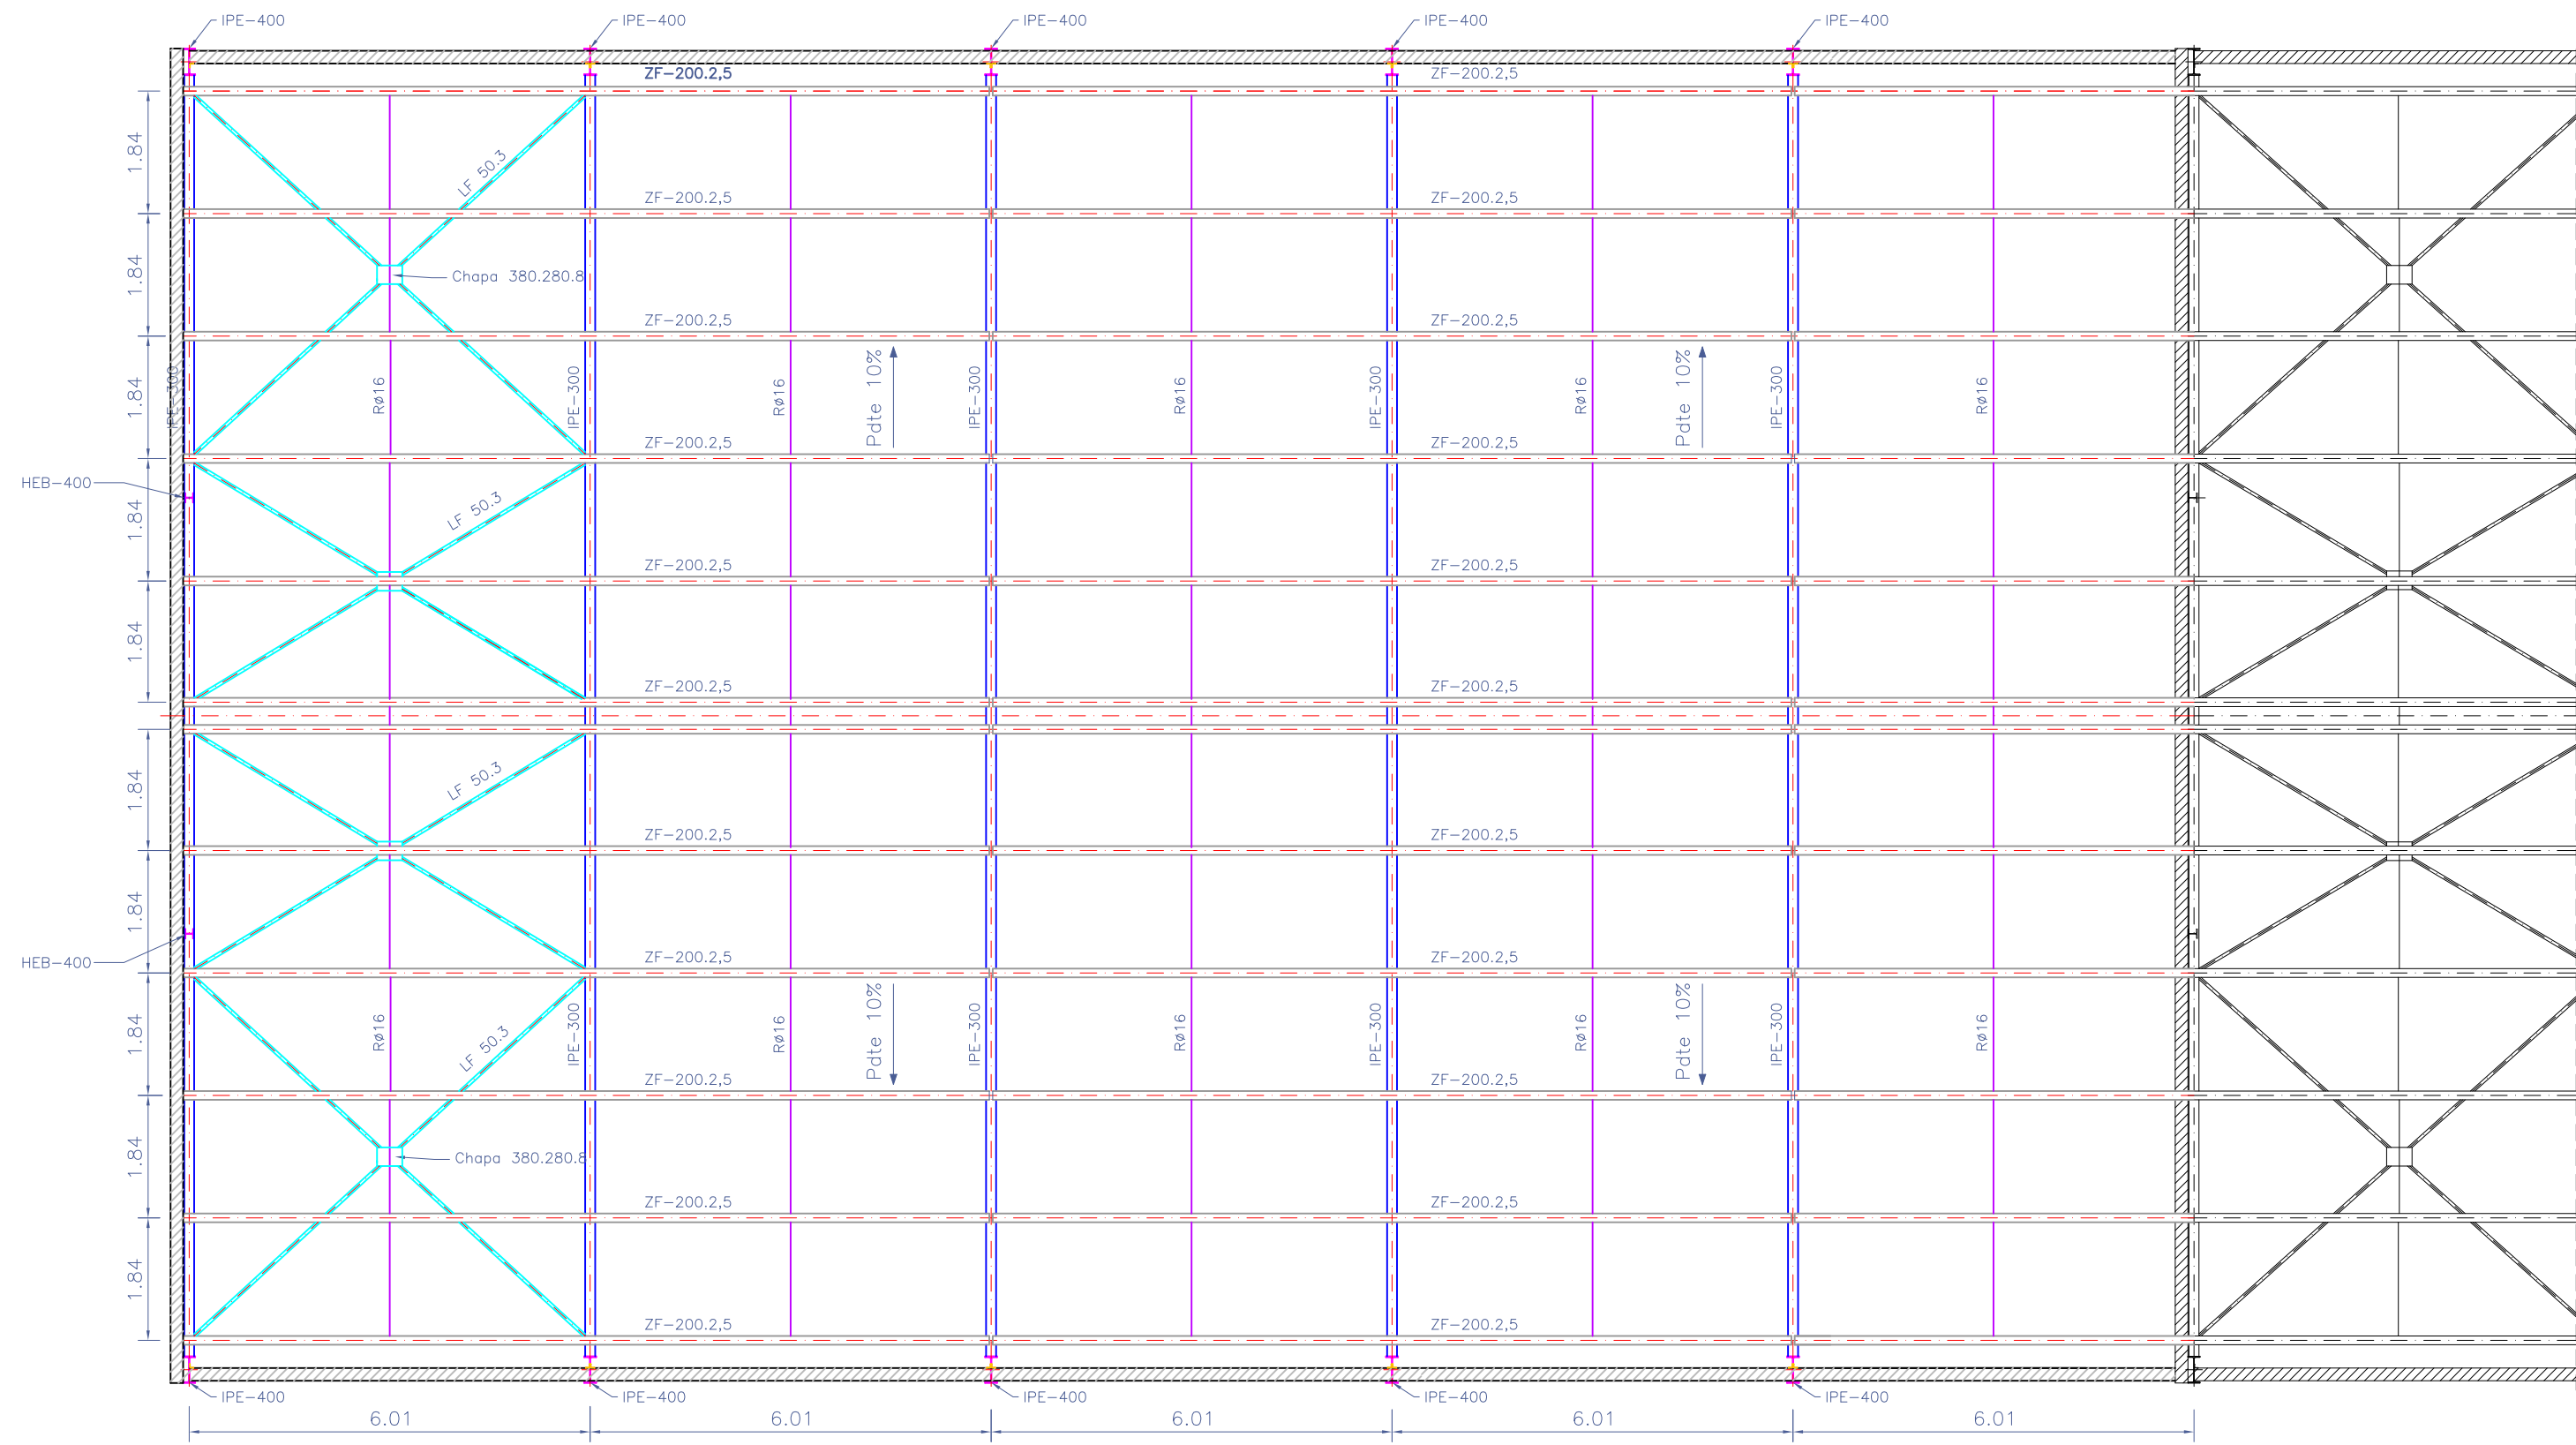 IPE-400 IPE-400 IPE-400 IPE-400 IPE-400
ZF-200.2,5 ZF-200.2,5
1.84
LF 50.3
ZF-200.2,5 ZF-200.2,5
1.84
Chapa 380.280.8
ZF-200.2,5 ZF-200.2,5
1.84
IPE-300 RØ16 IPE-300 RØ16 Pdte 10% IPE-300 RØ16 IPE-300 RØ16 Pdte 10% IPE-300 RØ16
ZF-200.2,5 ZF-200.2,5
HEB-400
1.84
LF 50.3
ZF-200.2,5 ZF-200.2,5
1.84
ZF-200.2,5 ZF-200.2,5
1.84
LF 50.3
ZF-200.2,5 ZF-200.2,5
1.84
HEB-400
ZF-200.2,5 ZF-200.2,5
1.84
RØ16 LF 50.3 IPE-300 RØ16 Pdte 10% IPE-300 RØ16 IPE-300 RØ16 Pdte 10% IPE-300 RØ16
ZF-200.2,5 ZF-200.2,5
1.84
Chapa 380.280.8
ZF-200.2,5 ZF-200.2,5
1.84
ZF-200.2,5 ZF-200.2,5
IPE-400 IPE-400 IPE-400 IPE-400 IPE-400
6.01 6.01 6.01 6.01 6.01